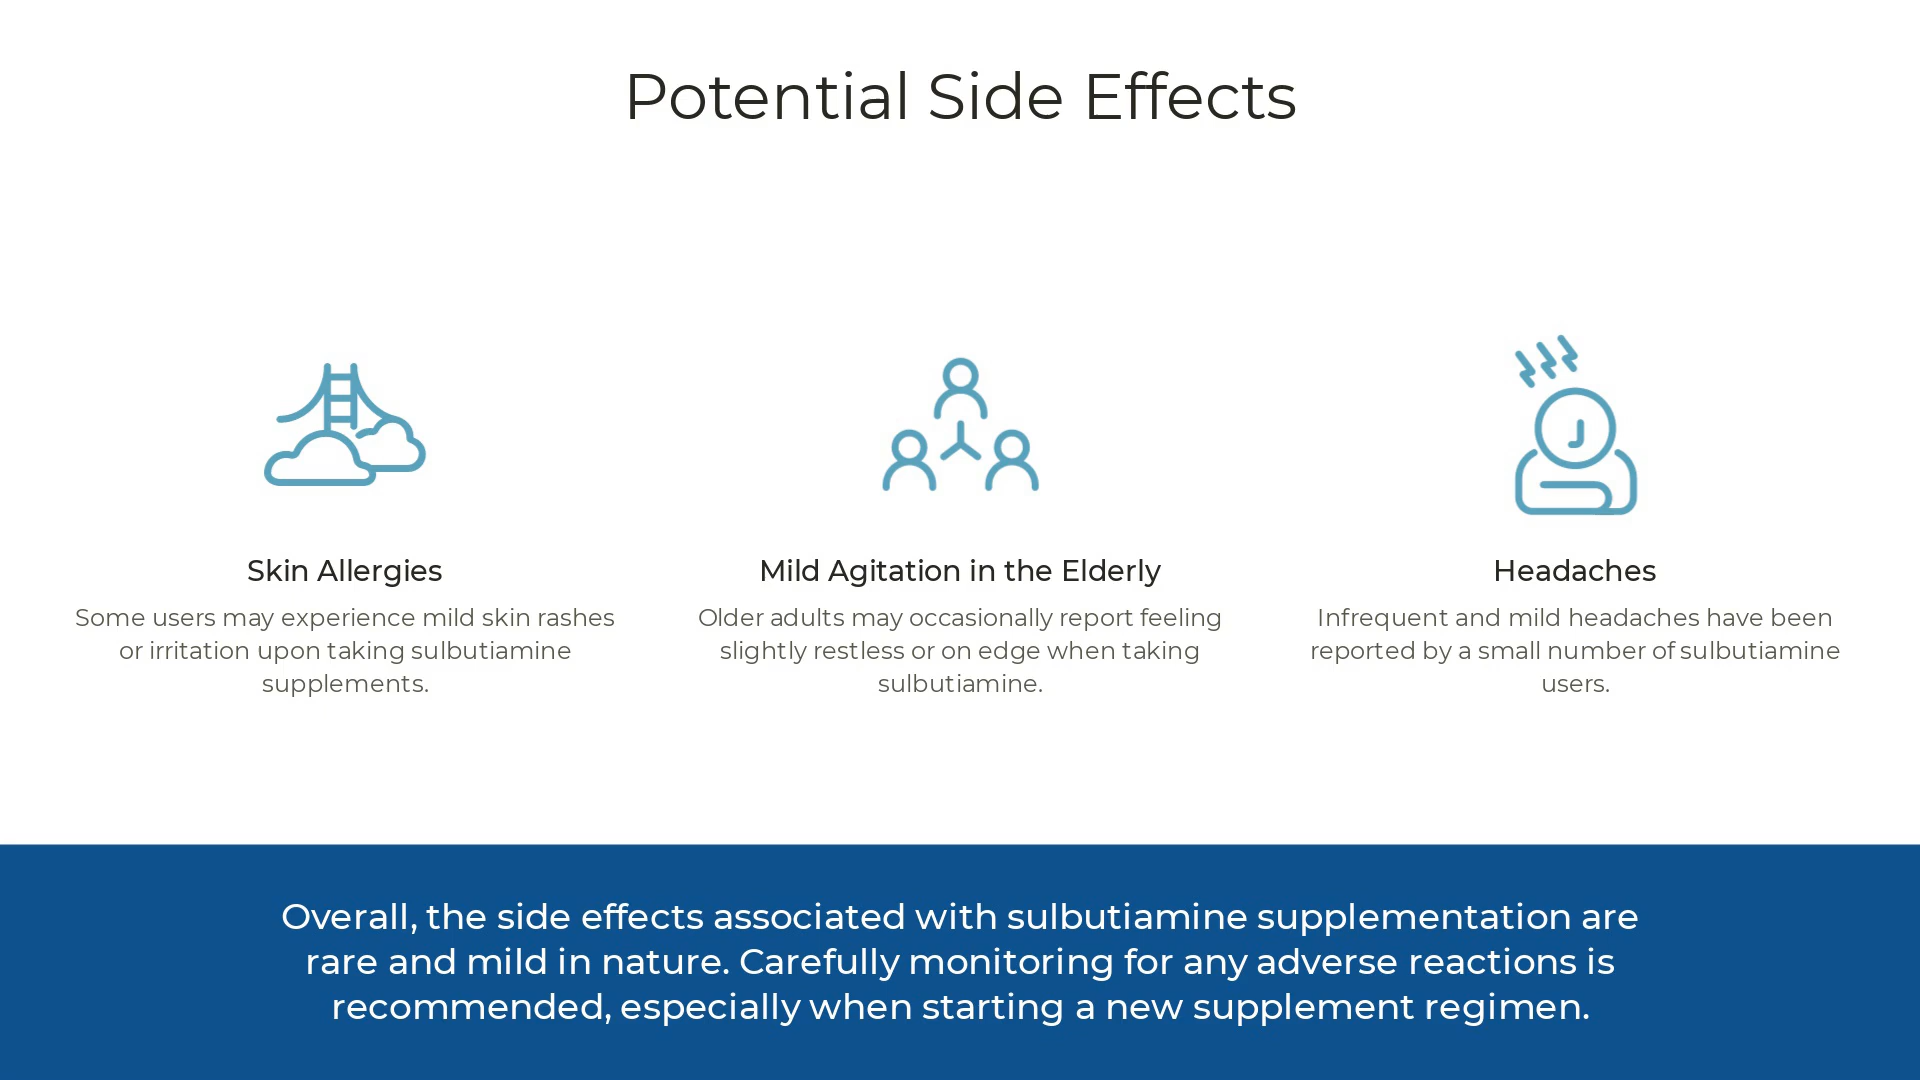 Potential Side Effects
Skin Allergies
Some users may experience mild skin rashes
or irritation upon taking sulbutiamine
supplements.
Mild Agitation in the Elderly
Older adults may occasionally report feeling
slightly restless or on edge when taking
sulbutiamine.
Headaches
Infrequent and mild headaches have been
reported by a small number of sulbutiamine
users.
Overall, the side effects associated with sulbutiamine supplementation are
rare and mild in nature. Carefully monitoring for any adverse reactions is
recommended, especially when starting a new supplement regimen.